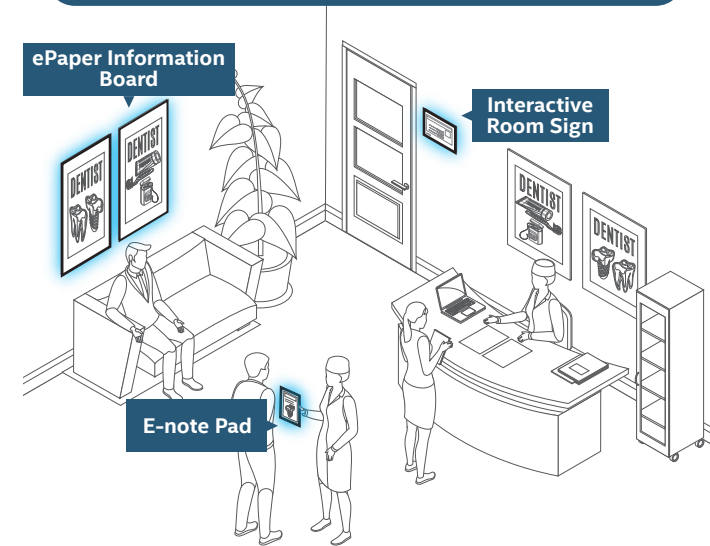 ePaper Information
Board
Interactive
Room Sign
DENTIST
DENTIST
DENTIST
DENTIST
E-note Pad